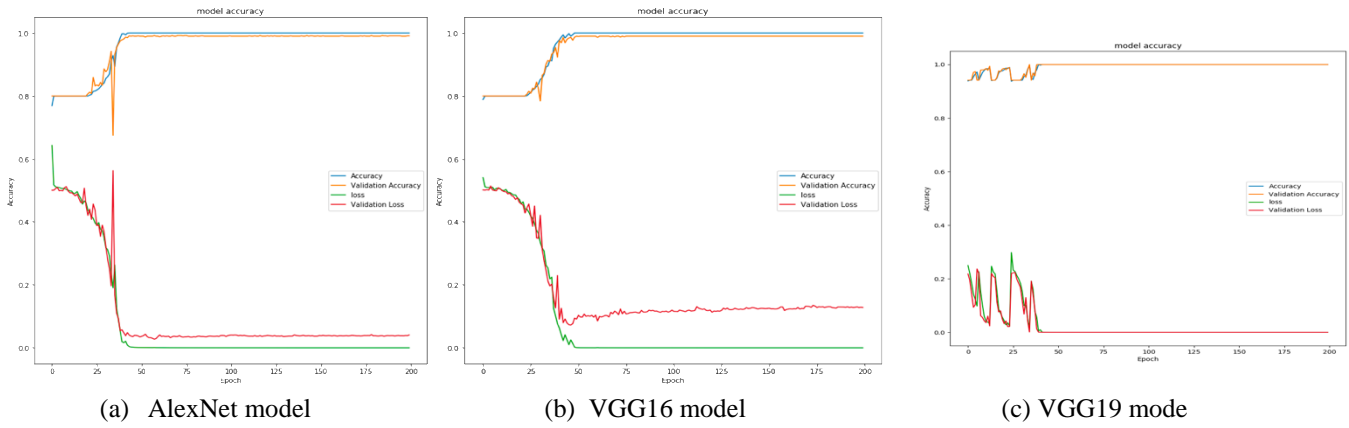 model accuracy
1.0
0.8
0.6
0.4
0.2
0.0
Accuracy
Accuracy
Validation Accuracy
loss
Validation Loss
0 25 50 75 100 125 150 175 200
Epoch
(a) AlexNet model
model accuracy
1.0
0.8
0.6
0.4
0.2
0.0
Accuracy
Accuracy
Validation Accuracy
loss
Validation Loss
0 25 50 75 100 125 150 175 200
Epoch
(b) VGG16 model
model accuracy
1.0
0.8
0.6
0.4
0.2
0.0
Accuracy
Accuracy
Validation Accuracy
loss
Validation Loss
0 25 50 75 100 125 150 175 200
Epoch
(c) VGG19 mode